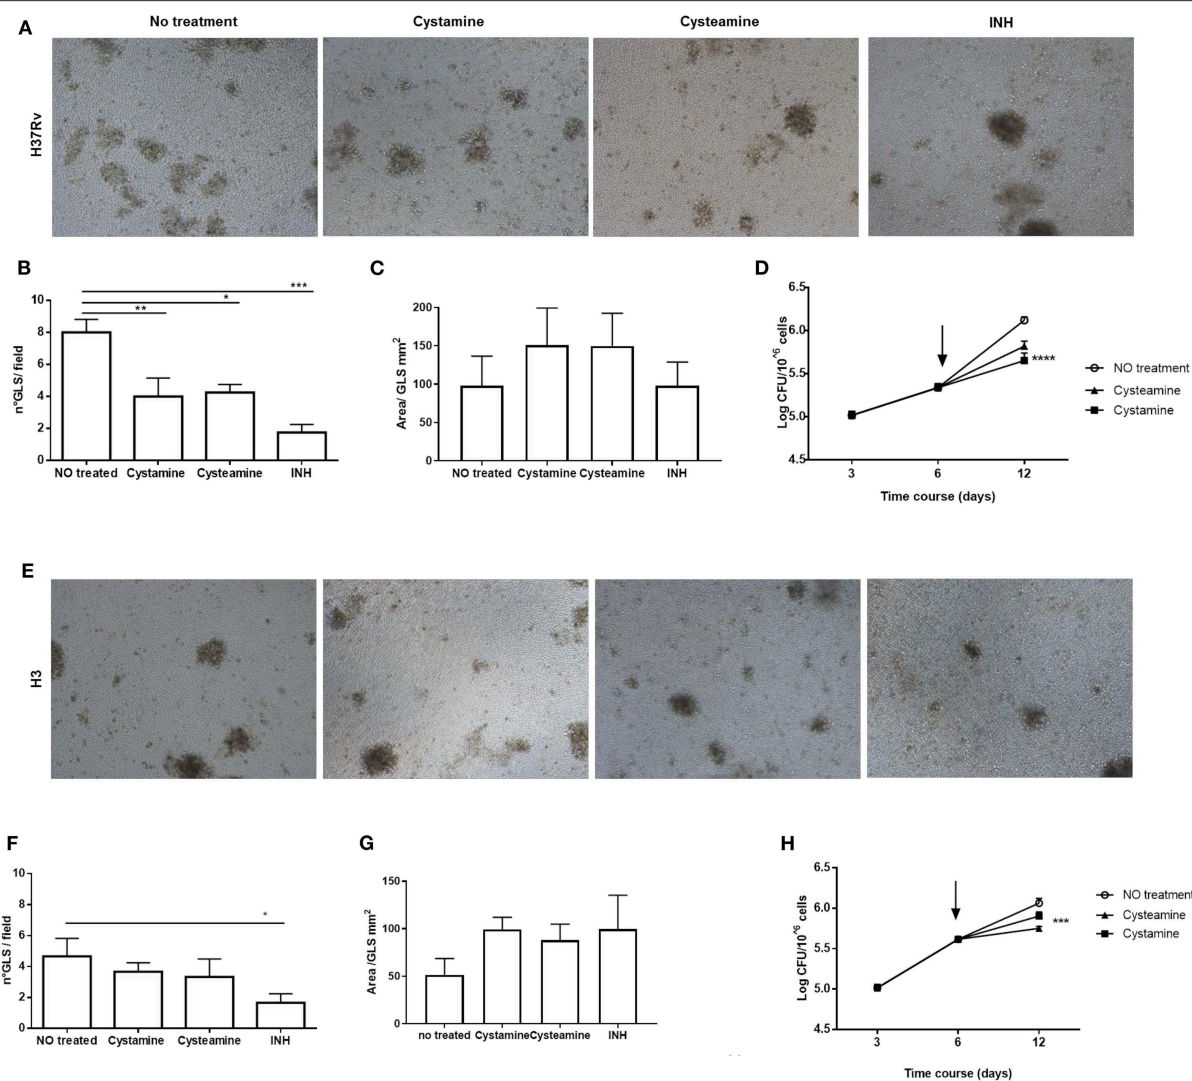 A
No treatment
Cystamine
Cysteamine
INH
H37Rv
B
***
*
**
10
8
6
4
2
0
n°GLS/ field
NO treated
Cystamine
Cysteamine
INH
C
200
150
100
50
0
Area/ GLS mm²
NO treated
Cystamine
Cysteamine
INH
D
6.5
6.0
5.5
5.0
4.5
Log CFU/10^6 cells
****
NO treatment
Cysteamine
Cystamine
3
6
12
Time course (days)
E
H3
F
10
8
6
4
2
0
n°GLS / field
*
NO treated
Cystamine
Cysteamine
INH
G
150
100
50
0
Area /GLS mm²
no treated
Cystamine
Cysteamine
INH
H
6.5
6.0
5.5
5.0
4.5
Log CFU/10^6 cells
***
NO treatment
Cysteamine
Cystamine
3
6
12
Time course (days)